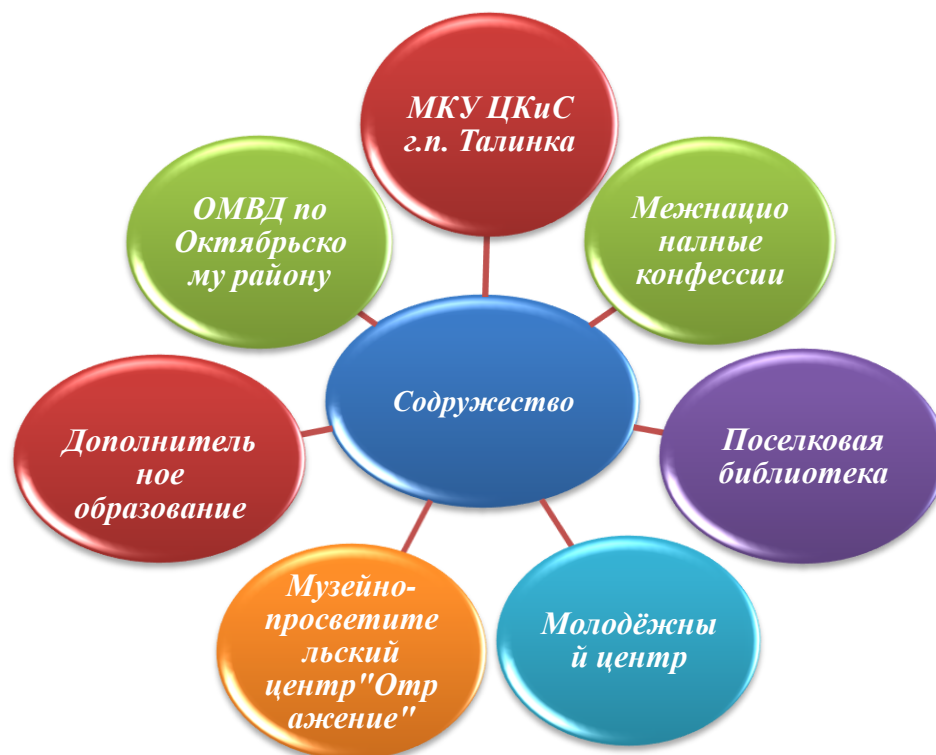 МКУ ЦКиС
г.п. Талинка
Межнацио
налные
конфессии
Поселковая
библиотека
Молодёжны
й центр
Музейно-
просветите
льский
центр"Отр
ажение"
Дополнитель
ное
образование
ОМВД по
Октябрьско
му району
Содружество